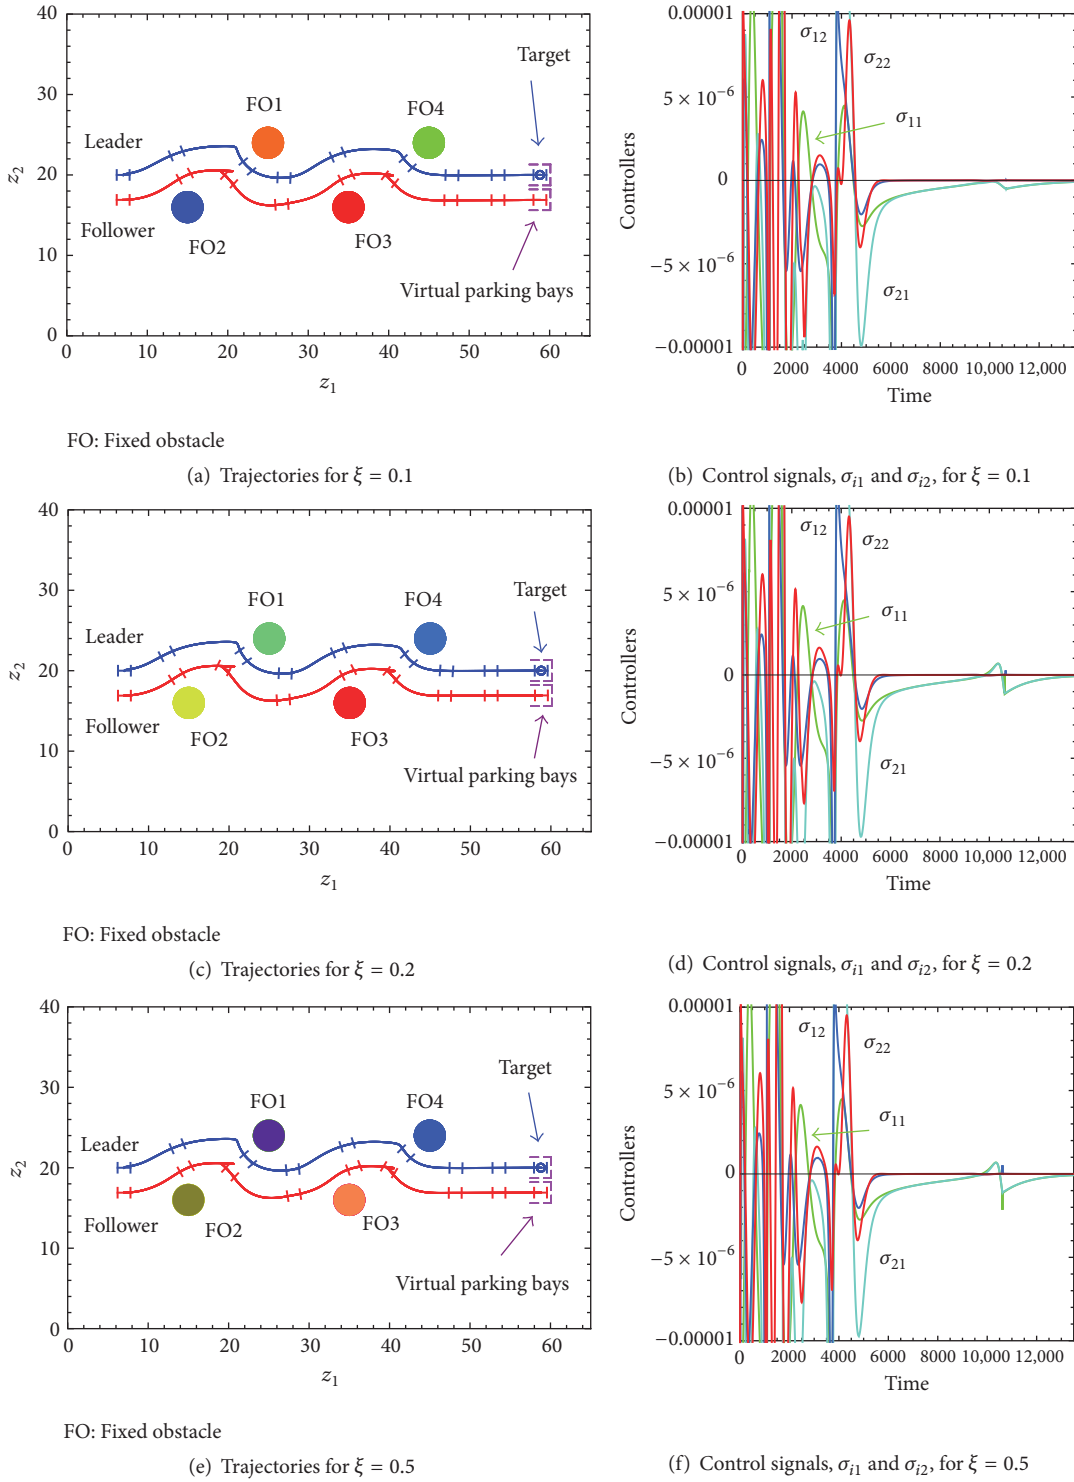 40
30
20
10
0
z2
0 10 20 30 40 50 60
z1
Leader
Follower
FO1
FO2
FO3
FO4
Target
Virtual parking bays
FO: Fixed obstacle
(a) Trajectories for ξ = 0.1
0.00001
5 × 10⁻⁶
0
−5 × 10⁻⁶
−0.00001
Controllers
0 2000 4000 6000 8000 10,000 12,000
Time
σ12
σ22
σ11
σ21
(b) Control signals, σi1 and σi2, for ξ = 0.1
40
30
20
10
0
z2
0 10 20 30 40 50 60
z1
Leader
Follower
FO1
FO2
FO3
FO4
Target
Virtual parking bays
FO: Fixed obstacle
(c) Trajectories for ξ = 0.2
0.00001
5 × 10⁻⁶
0
−5 × 10⁻⁶
−0.00001
Controllers
0 2000 4000 6000 8000 10,000 12,000
Time
σ12
σ22
σ11
σ21
(d) Control signals, σi1 and σi2, for ξ = 0.2
40
30
20
10
0
z2
0 10 20 30 40 50 60
z1
Leader
Follower
FO1
FO2
FO3
FO4
Target
Virtual parking bays
FO: Fixed obstacle
(e) Trajectories for ξ = 0.5
0.00001
5 × 10⁻⁶
0
−5 × 10⁻⁶
−0.00001
Controllers
0 2000 4000 6000 8000 10,000 12,000
Time
σ12
σ22
σ11
σ21
(f) Control signals, σi1 and σi2, for ξ = 0.5